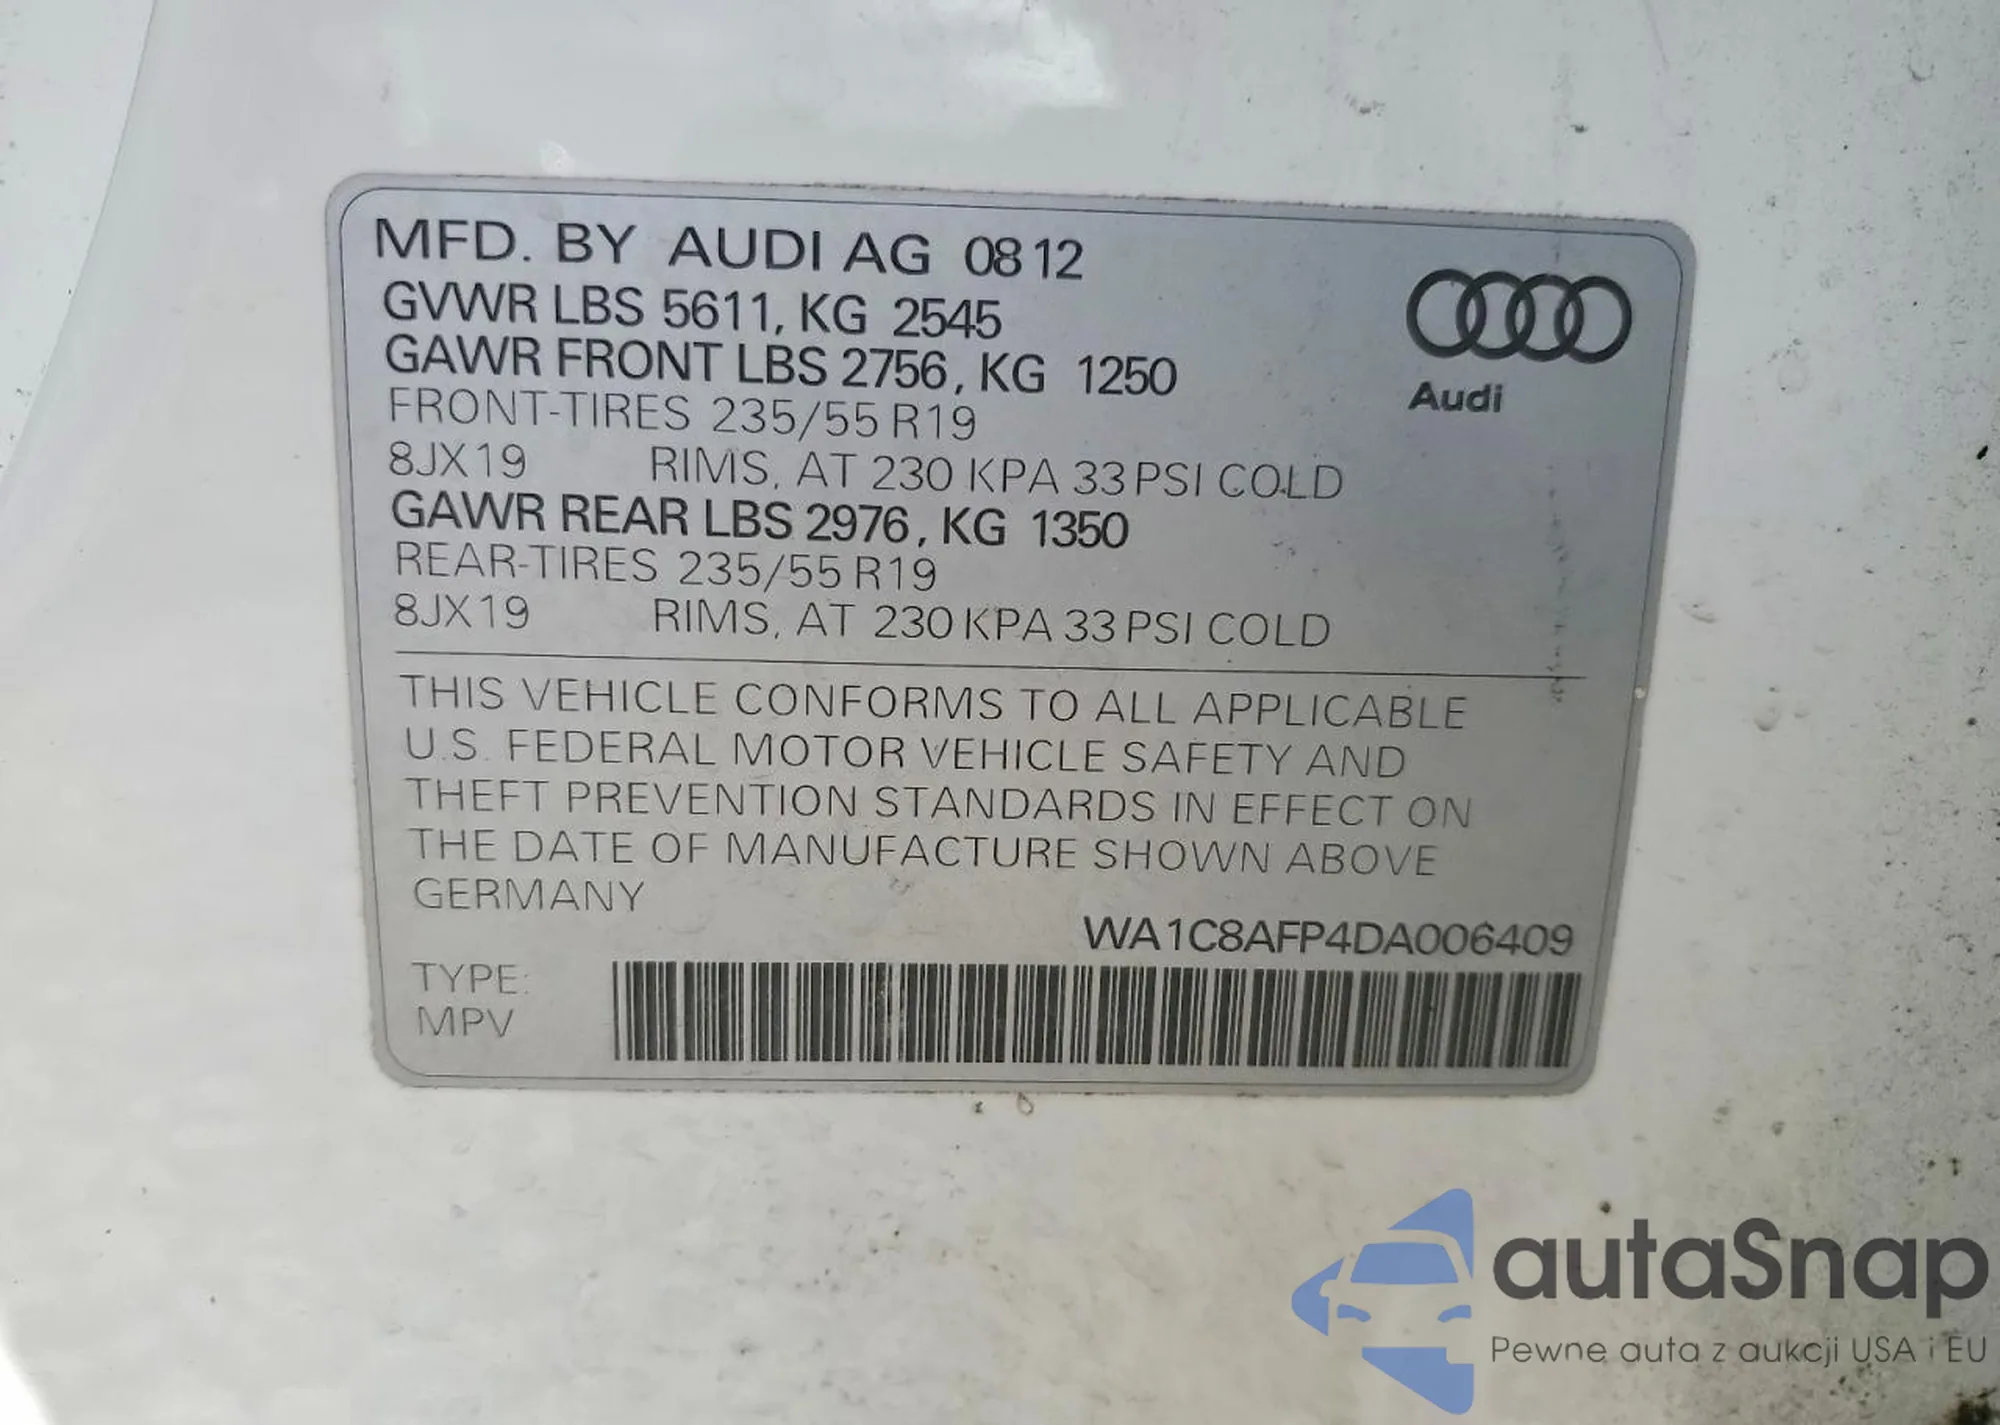 MFD. BY AUDI AG 0812
GVWR LBS 5611, KG 2545
GAWR FRONT LBS 2756, KG 1250
FRONT-TIRES 235/55 R19
8JX19 RIMS, AT 230 KPA 33 PSI COLD
GAWR REAR LBS 2976, KG 1350
REAR-TIRES 235/55 R19
8JX19 RIMS, AT 230 KPA 33 PSI COLD
Audi
THIS VEHICLE CONFORMS TO ALL APPLICABLE
U.S. FEDERAL MOTOR VEHICLE SAFETY AND
THEFT PREVENTION STANDARDS IN EFFECT ON
THE DATE OF MANUFACTURE SHOWN ABOVE
GERMANY
WA1C8AFP4DA006409
TYPE:
MPV
autaSnap
Pewne auta z aukcji USA i EU